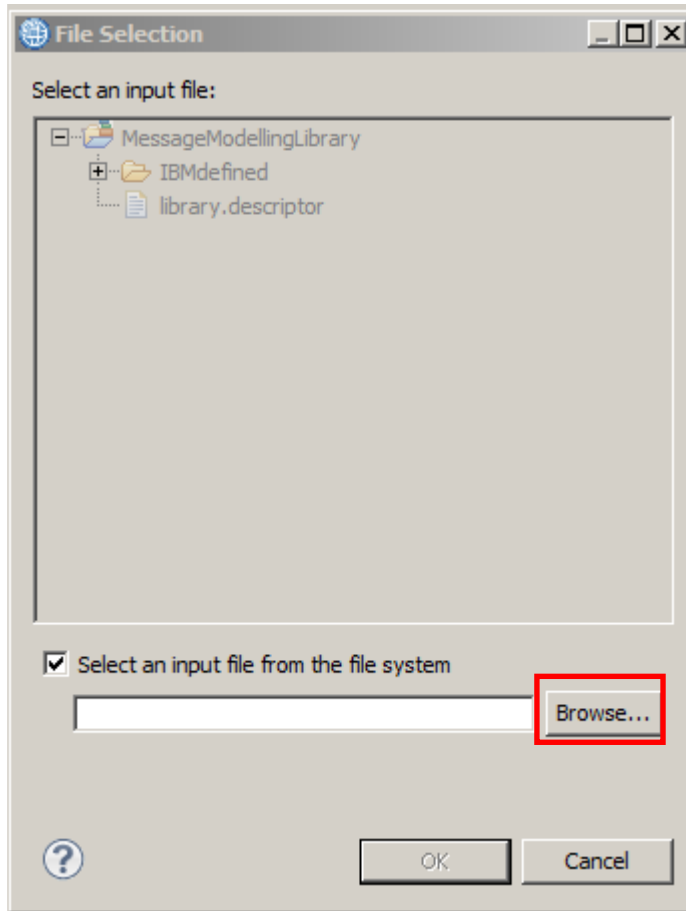 File Selection
Select an input file:
MessageModellingLibrary
IBMdefined
library.descriptor
Select an input file from the file system
Browse...
OK Cancel